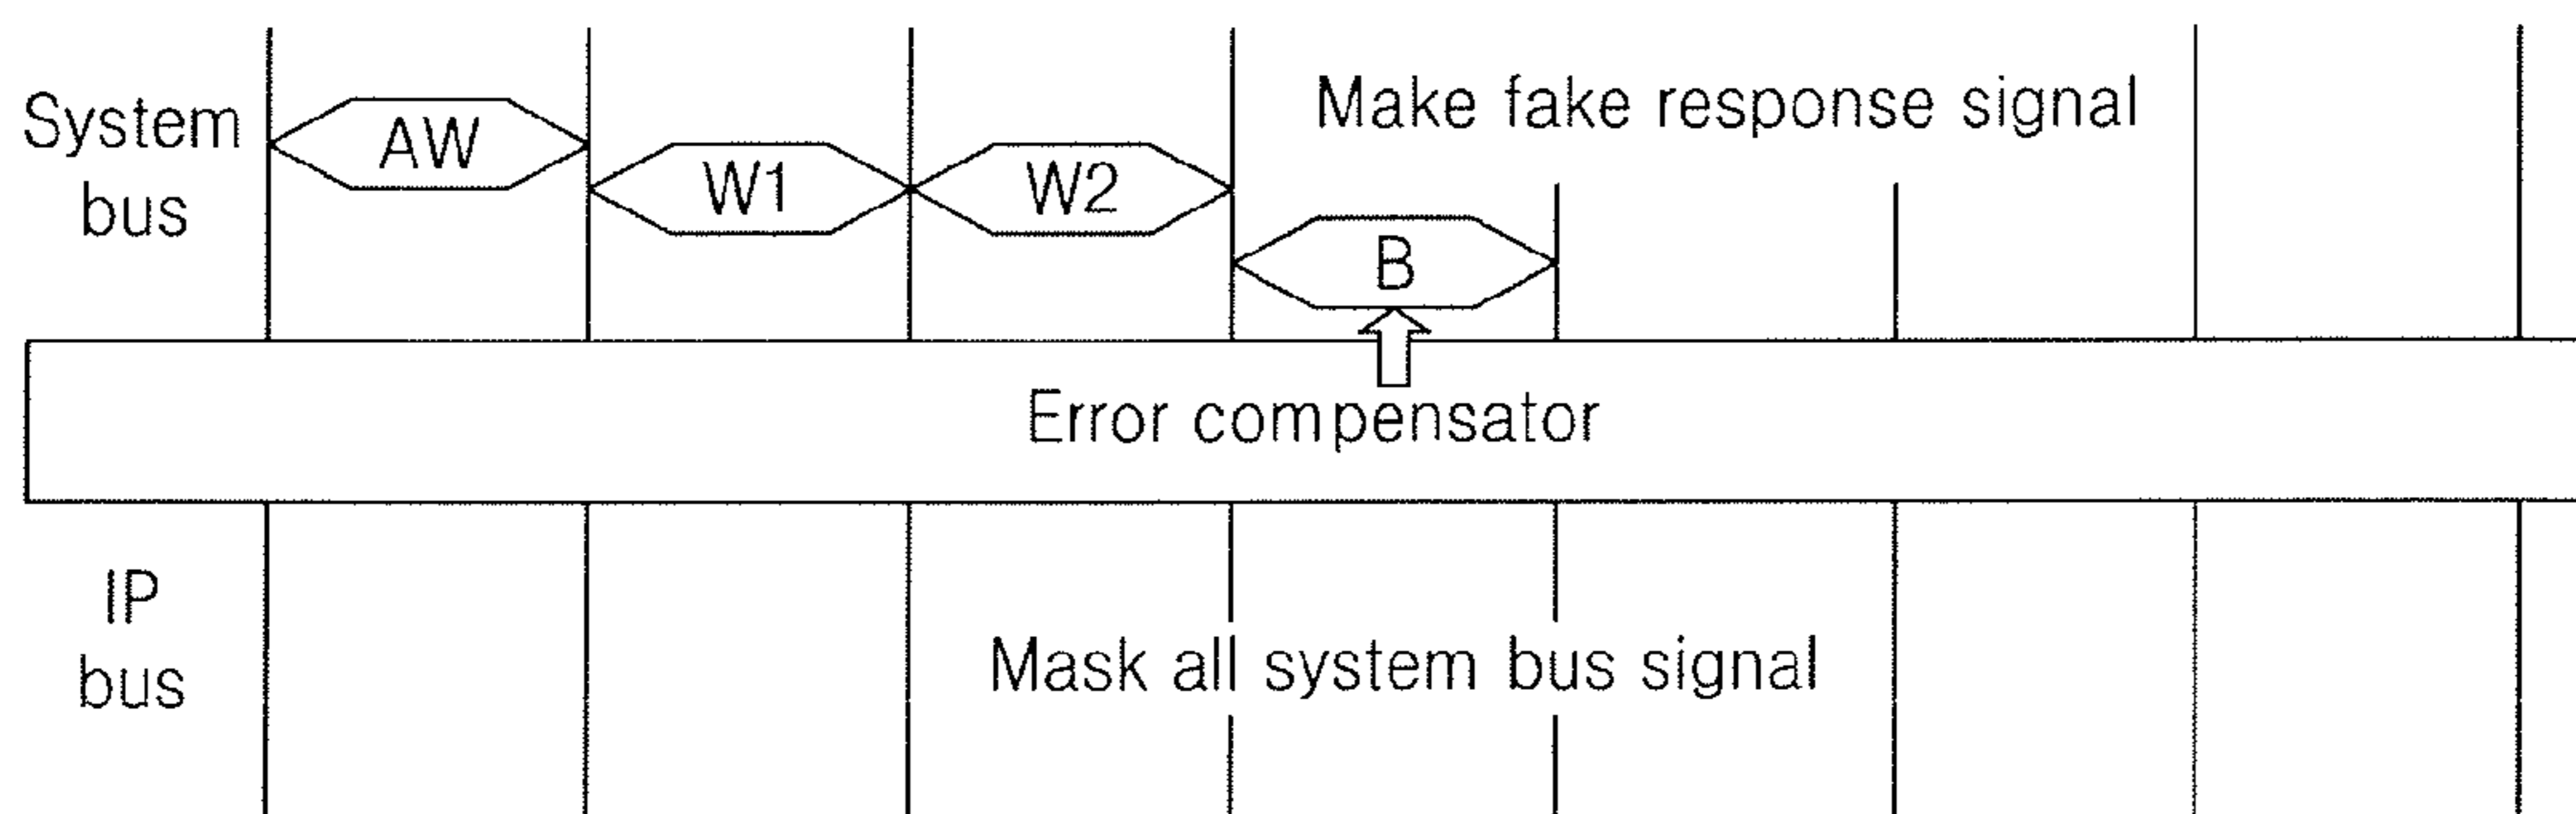 System
bus
AW
W1
W2
B
Make fake response signal
Error compensator
IP
bus
Mask all system bus signal